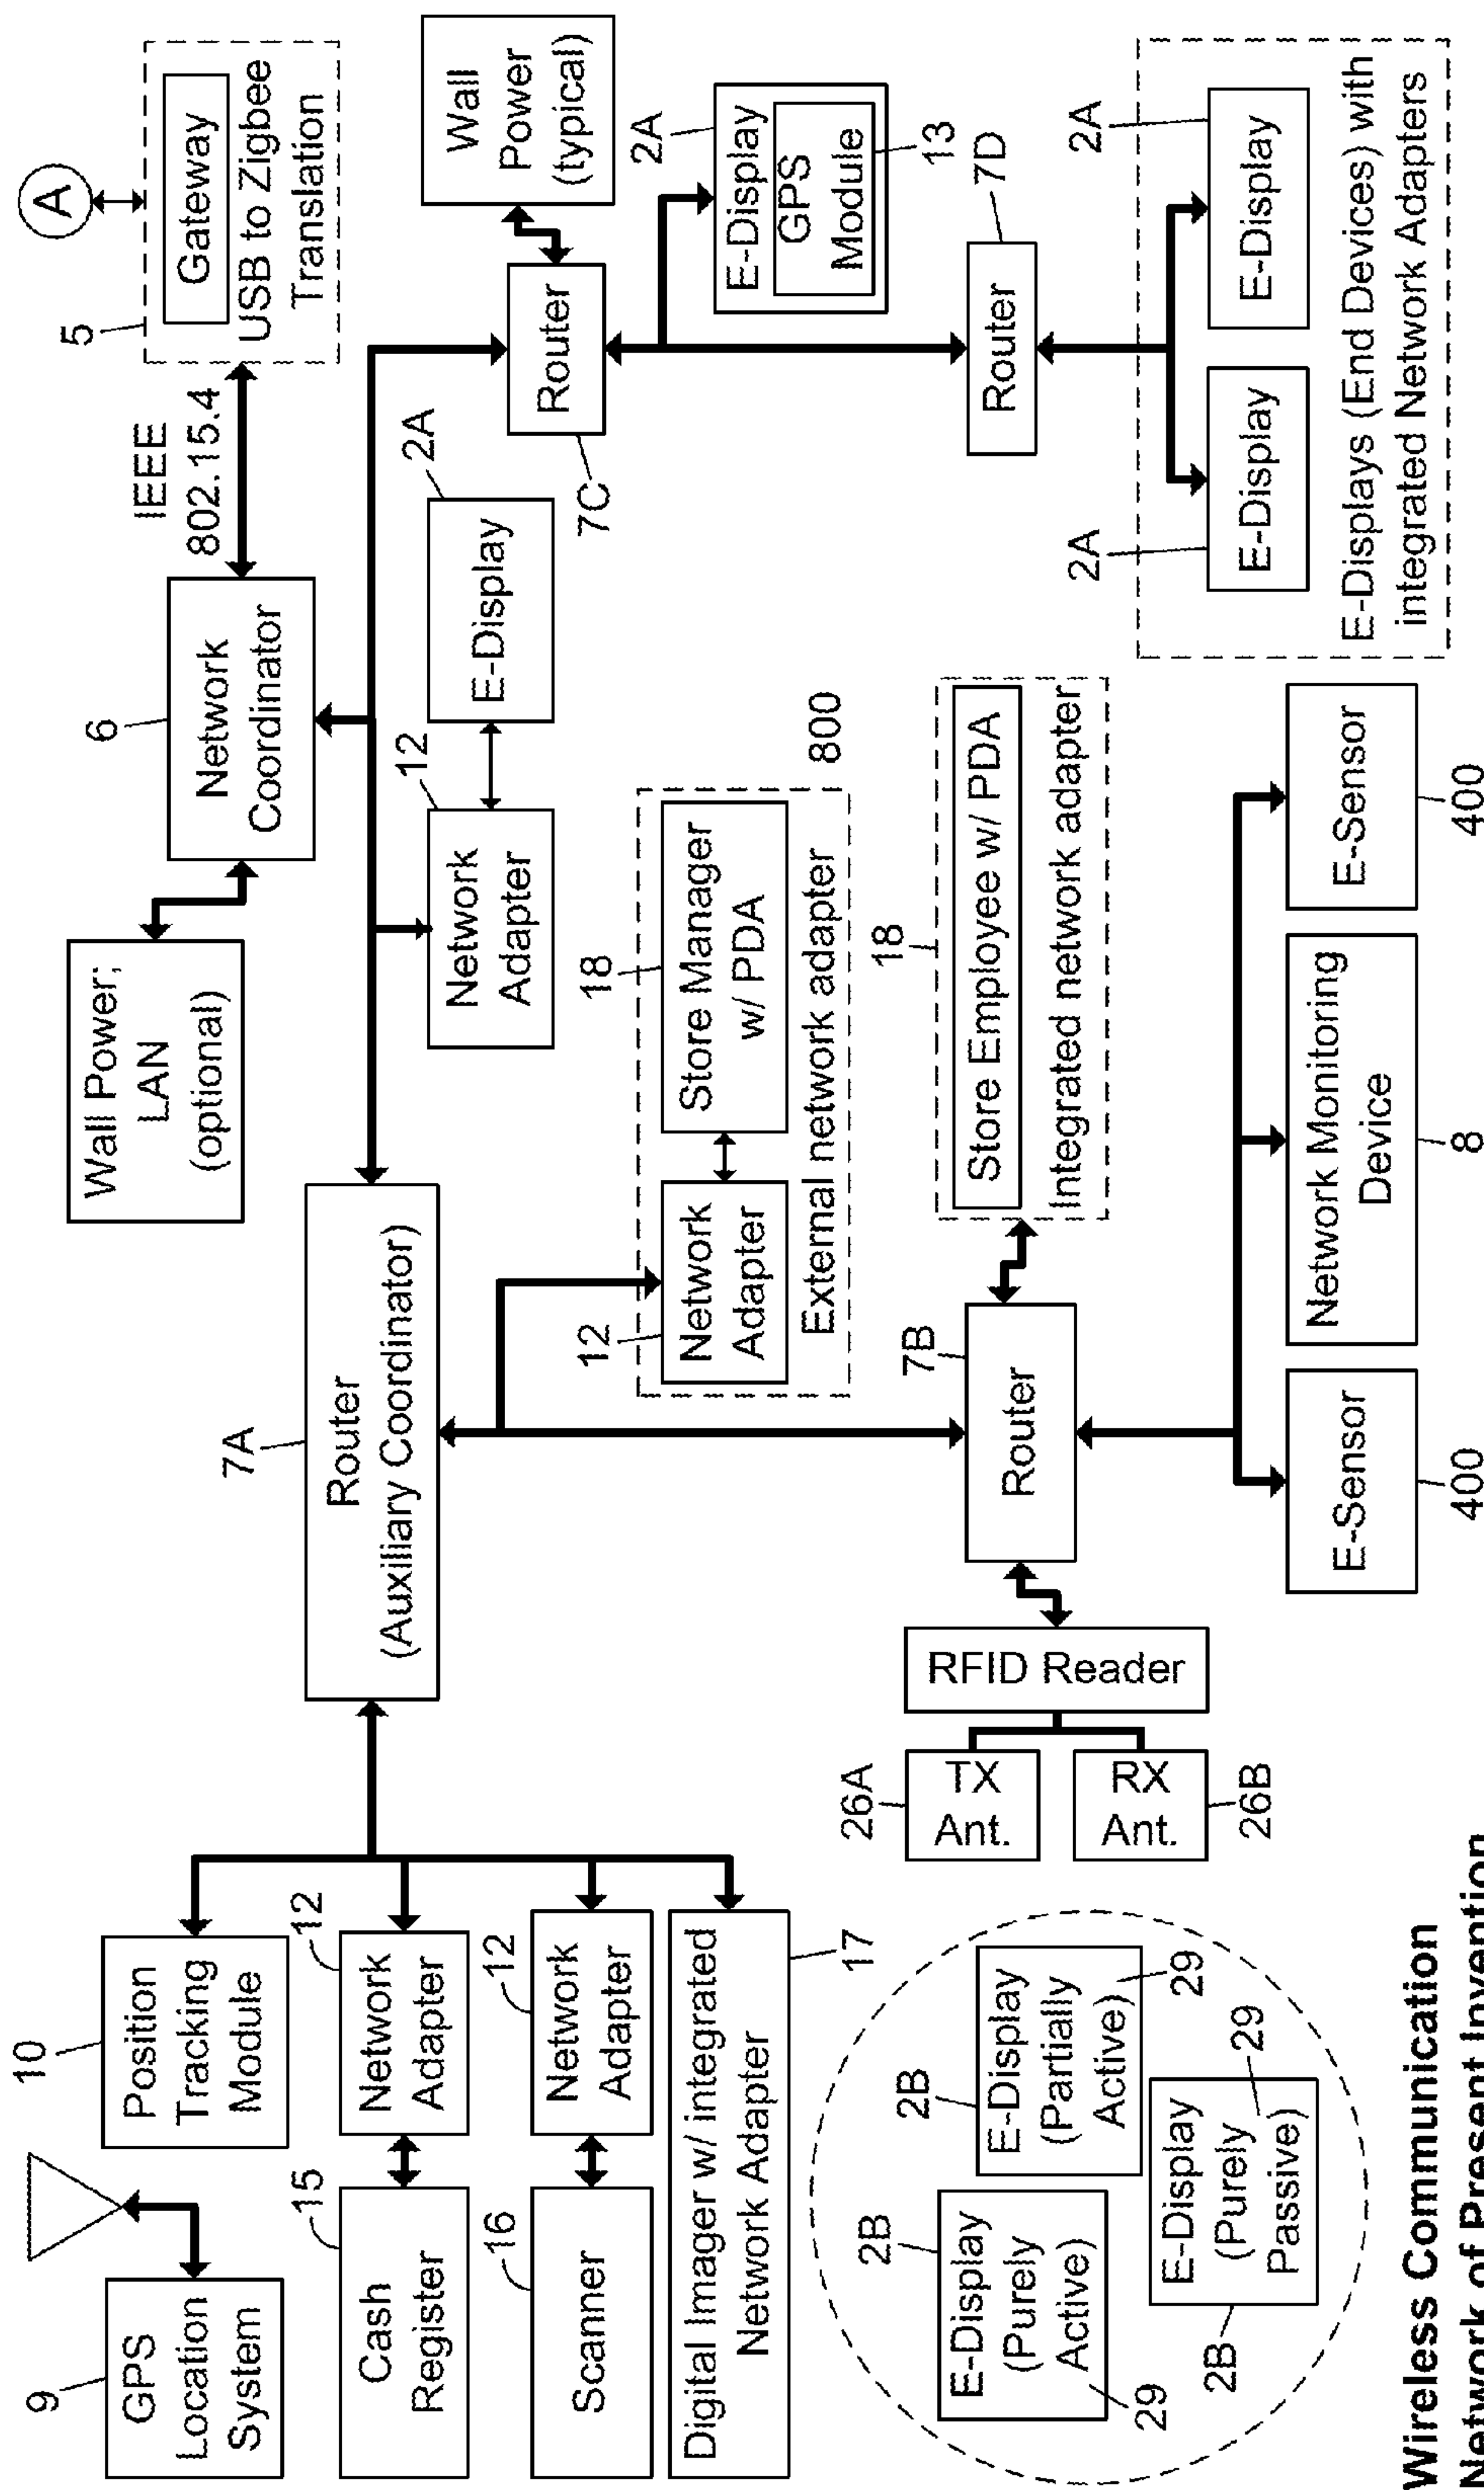 9
GPS
Location
System
10
Position
Tracking
Module
15
Cash
Register
12
Network
Adapter
16
Scanner
12
Network
Adapter
Digital Imager w/ integrated
Network Adapter
17
7A
Router
(Auxiliary Coordinator)
Wall Power;
LAN
(optional)
6
Network
Coordinator
IEEE
802.15.4
5
A
Gateway
USB to Zigbee
Translation
12
Network
Adapter
2A
E-Display
7C
Router
Wall
Power
(typical)
2A
E-Display
GPS
Module
13
7D
Router
2A
E-Display
2A
E-Display
E-Displays (End Devices) with
integrated Network Adapters
12
Network
Adapter
18
Store Manager
w/ PDA
External network adapter
800
18
Store Employee w/ PDA
Integrated network adapter
7B
Router
RFID Reader
26A
TX
Ant.
RX
Ant.
26B
E-Sensor
400
Network Monitoring
Device
8
E-Sensor
400
2B
E-Display
(Purely
Active)
29
2B
E-Display
(Partially
Active)
29
2B
E-Display
(Purely
Passive)
29
Wireless Communication
Network of Present Invention